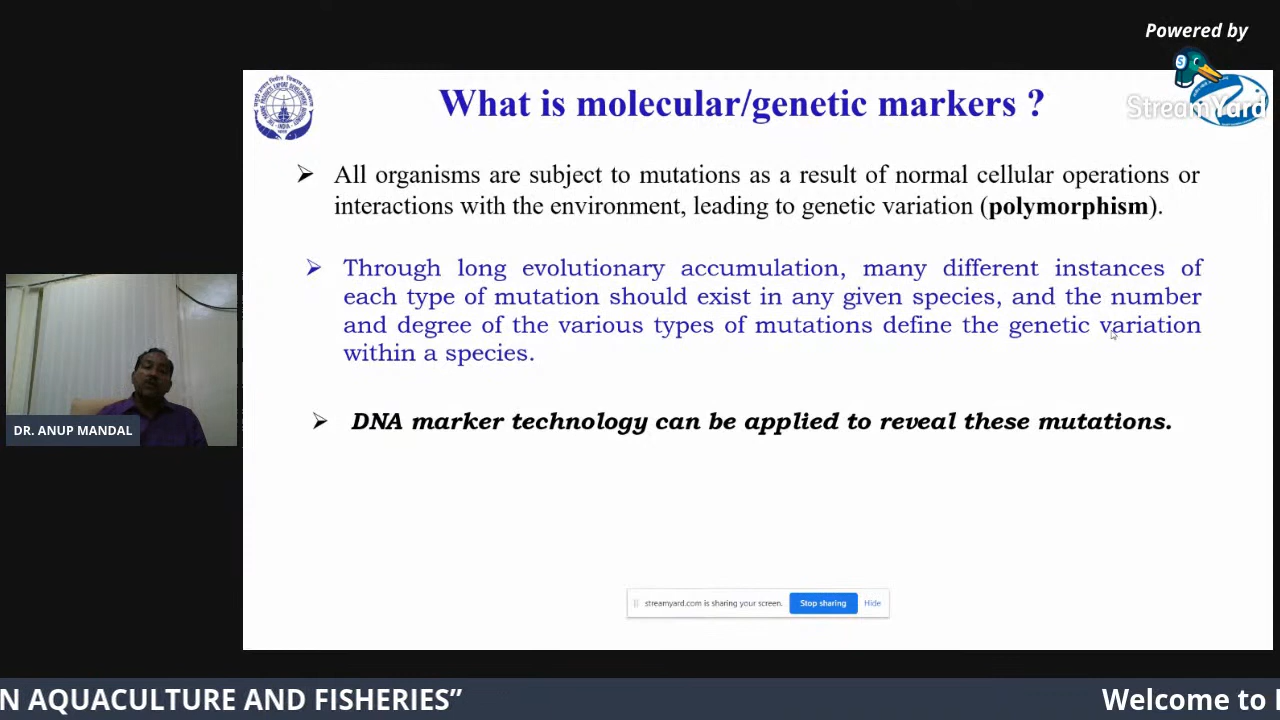 Powered by
StreamYard
What is molecular/genetic markers ?
➢ All organisms are subject to mutations as a result of normal cellular operations or
interactions with the environment, leading to genetic variation (polymorphism).
➢ Through long evolutionary accumulation, many different instances of
each type of mutation should exist in any given species, and the number
and degree of the various types of mutations define the genetic variation
within a species.
➢ DNA marker technology can be applied to reveal these mutations.
DR. ANUP MANDAL
streamyard.com is sharing your screen. Stop sharing Hide
N AQUACULTURE AND FISHERIES” Welcome to